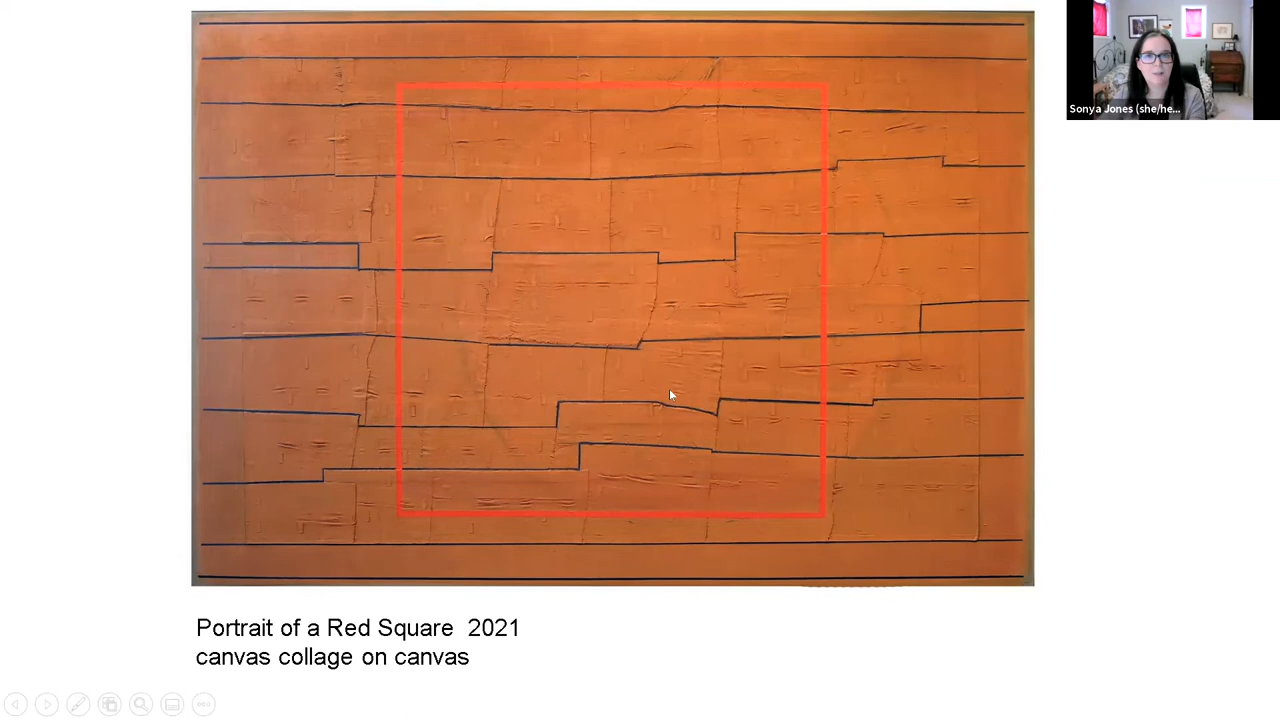 Sonya Jones (she/he...
Portrait of a Red Square 2021
canvas collage on canvas